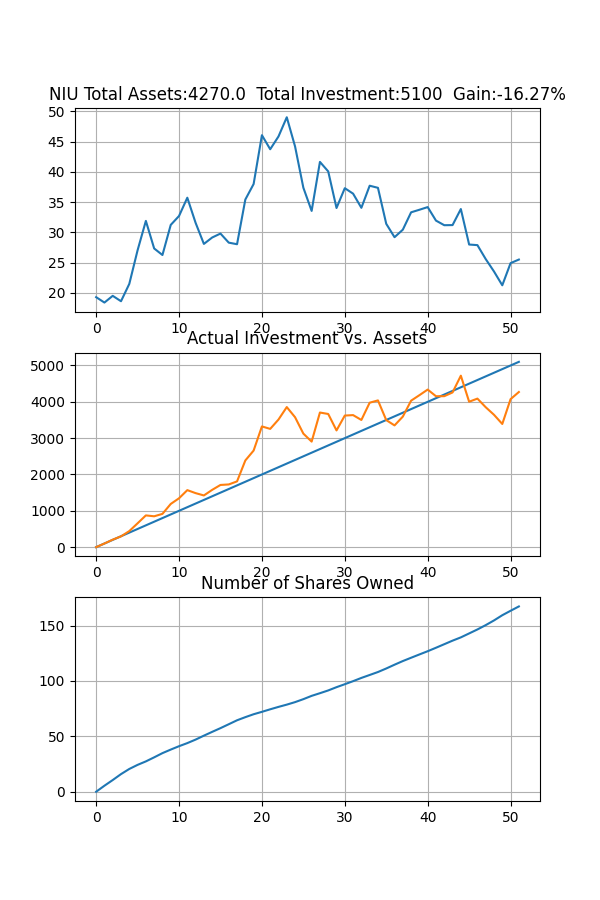 NIU Total Assets:4270.0  Total Investment:5100  Gain:-16.27%
50
45
40
35
30
25
20
0 10 20 30 40 50
Actual Investment vs. Assets
5000
4000
3000
2000
1000
0
0 10 20 30 40 50
Number of Shares Owned
150
100
50
0
0 10 20 30 40 50